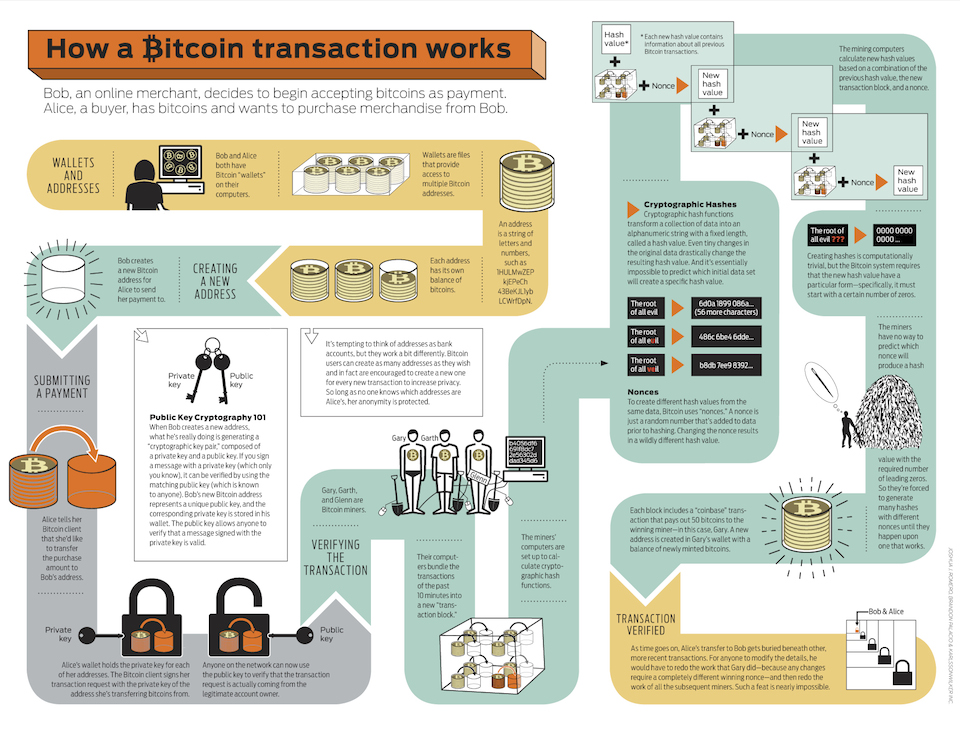 How a Bitcoin transaction works
Bob, an online merchant, decides to begin accepting bitcoins as payment.
Alice, a buyer, has bitcoins and wants to purchase merchandise from Bob.
WALLETS
AND
ADDRESSES
Bob and Alice
both have
Bitcoin "wallets"
on their
computers.
Wallets are files
that provide
access to
multiple Bitcoin
addresses.
An address
is a string of
letters and
numbers,
such as
1HULMwZEP
kjEPeCh
43BeKJL1yb
LCWrfDpN.
Each address
has its own
balance of
bitcoins.
CREATING
A NEW
ADDRESS
Bob creates
a new Bitcoin
address for
Alice to send
her payment to.
SUBMITTING
A PAYMENT
Private
key
Public
key
Public Key Cryptography 101
When Bob creates a new address,
what he's really doing is generating a
"cryptographic key pair," composed of
a private key and a public key. If you sign
a message with a private key (which only
you know), it can be verified by using the
matching public key (which is known
to anyone). Bob's new Bitcoin address
represents a unique public key, and the
corresponding private key is stored in his
wallet. The public key allows anyone to
verify that a message signed with the
private key is valid.
It's tempting to think of addresses as bank
accounts, but they work a bit differently. Bitcoin
users can create as many addresses as they wish
and in fact are encouraged to create a new one
for every new transaction to increase privacy.
So long as no one knows which addresses are
Alice's, her anonymity is protected.
Alice tells her
Bitcoin client
that she'd like
to transfer
the purchase
amount to
Bob's address.
Private
key
Public
key
Alice's wallet holds the private key for each
of her addresses. The Bitcoin client signs her
transaction request with the private key of the
address she's transferring bitcoins from.
Anyone on the network can now use
the public key to verify that the transaction
request is actually coming from the
legitimate account owner.
VERIFYING
THE
TRANSACTION
Gary, Garth,
and Glenn are
Bitcoin miners.
Gary
Garth
Glenn
b4056df6
691f8dc7
2e56302d
dad345d6
Their comput-
ers bundle the
transactions
of the past
10 minutes into
a new "trans-
action block."
The miners'
computers are
set up to cal-
culate crypto-
graphic hash
functions.
Hash
value*
* Each new hash value contains
information about all previous
Bitcoin transactions.
+
+ Nonce
New
hash
value
+
+ Nonce
New
hash
value
+
+ Nonce
New
hash
value
The mining computers
calculate new hash values
based on a combination of the
previous hash value, the new
transaction block, and a nonce.
Cryptographic Hashes
Cryptographic hash functions
transform a collection of data into an
alphanumeric string with a fixed length,
called a hash value. Even tiny changes in
the original data drastically change the
resulting hash value. And it's essentially
impossible to predict which initial data set
will create a specific hash value.
The root
of all evil
6d0a 1899 086a...
(56 more characters)
The root
of all evil
486c 6be4 6dde...
The root
of all veil
b8db 7ee9 8392...
Nonces
To create different hash values from the
same data, Bitcoin uses "nonces." A nonce is
just a random number that's added to data
prior to hashing. Changing the nonce results
in a wildly different hash value.
The root of
all evil ???
0000 0000
0000...
Creating hashes is computationally
trivial, but the Bitcoin system requires
that the new hash value have a
particular form—specifically, it must
start with a certain number of zeros.
The miners
have no way to
predict which
nonce will
produce a hash
value with the
required number
of leading zeros.
So they're forced
to generate
many hashes
with different
nonces until they
happen upon
one that works.
Each block includes a "coinbase" trans-
action that pays out 50 bitcoins to the
winning miner—in this case, Gary. A new
address is created in Gary's wallet with a
balance of newly minted bitcoins.
TRANSACTION
VERIFIED
As time goes on, Alice's transfer to Bob gets buried beneath other,
more recent transactions. For anyone to modify the details, he
would have to redo the work that Gary did—because any changes
require a completely different winning nonce—and then redo the
work of all the subsequent miners. Such a feat is nearly impossible.
Bob & Alice